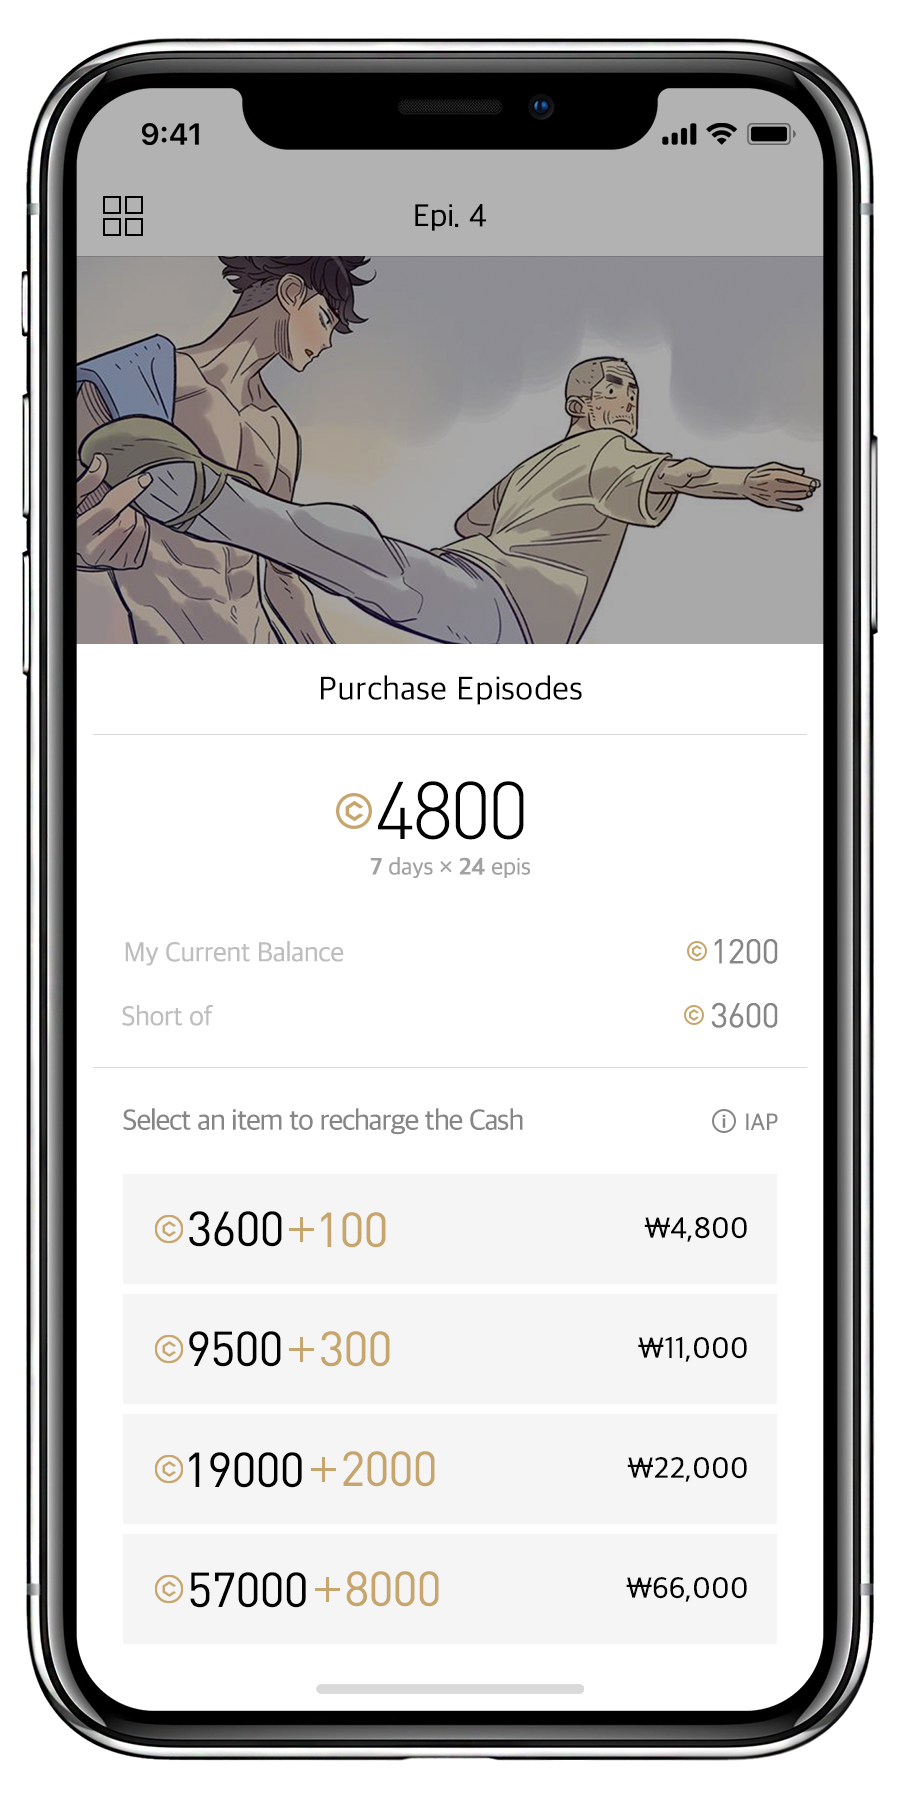 9:41
Epi. 4
Purchase Episodes
©4800
7 days × 24 epis
My Current Balance ©1200
Short of ©3600
Select an item to recharge the Cash ⓘ IAP
©3600+100 ₩4,800
©9500+300 ₩11,000
©19000+2000 ₩22,000
©57000+8000 ₩66,000